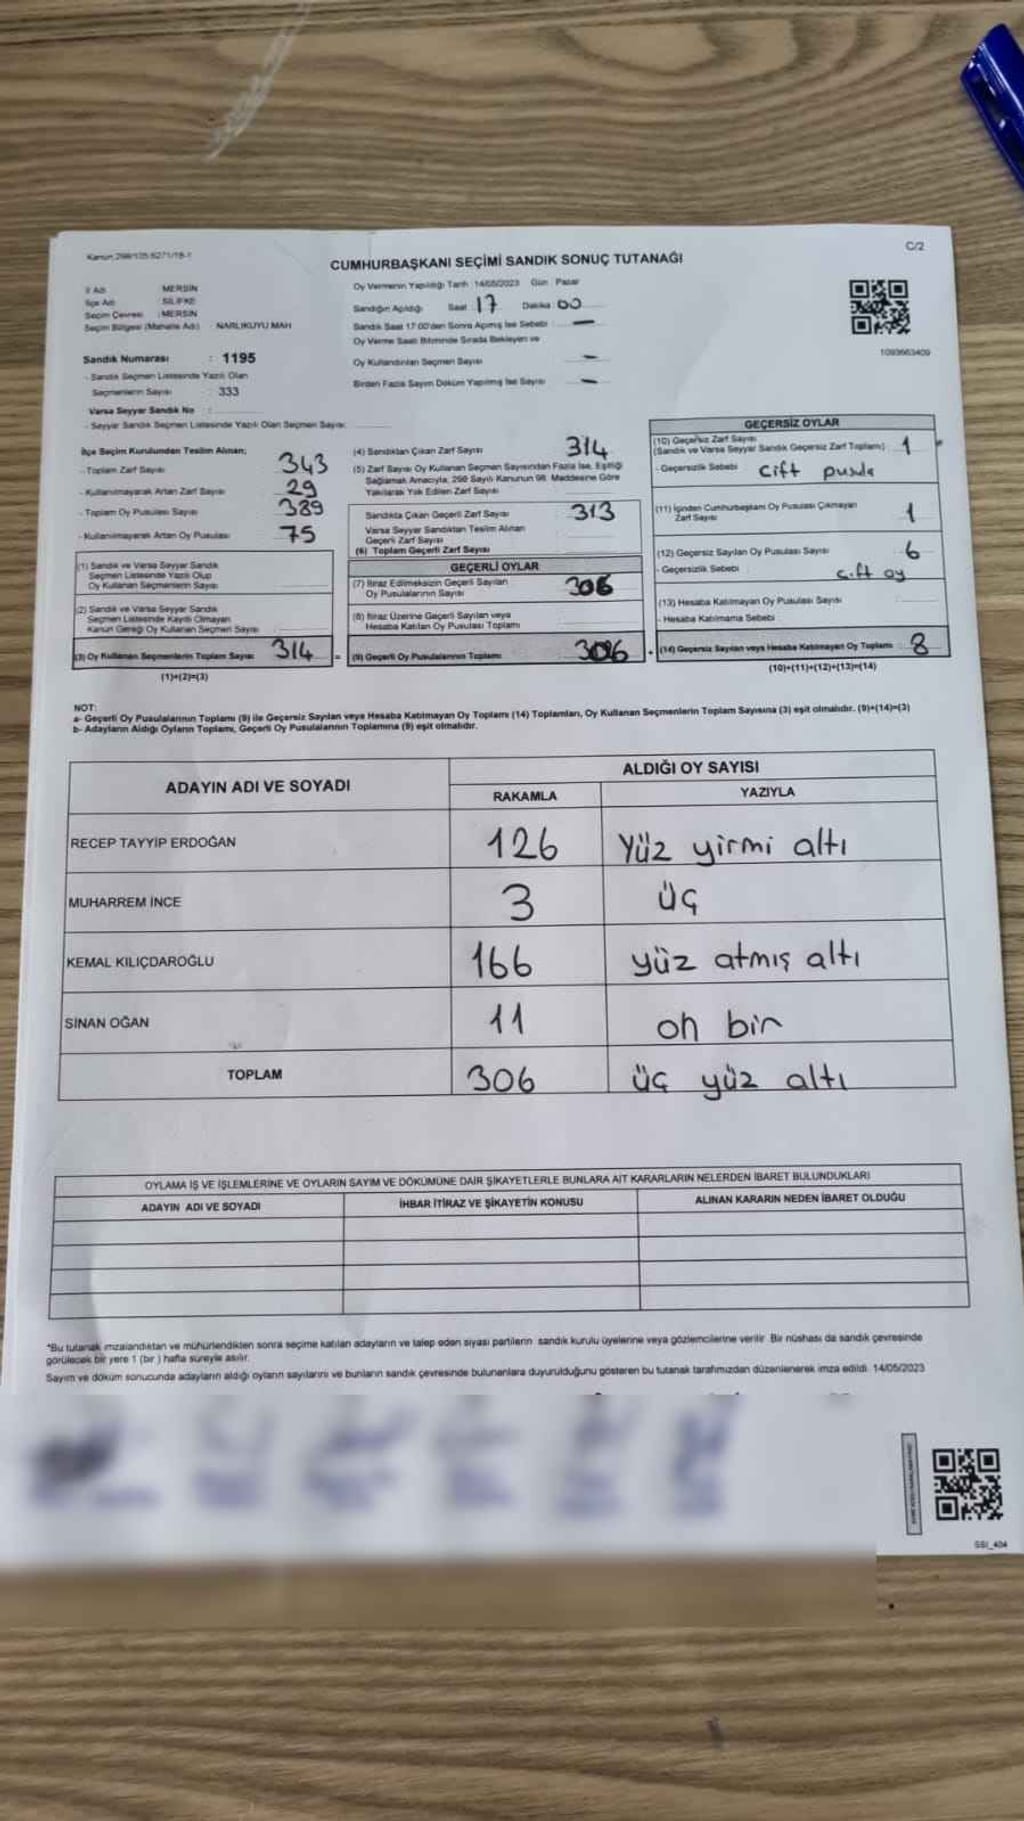 Kanun:298/105:6271/18-1
C/2
CUMHURBAŞKANI SEÇİMİ SANDIK SONUÇ TUTANAĞI
İl Adı MERSİN
İlçe Adı SİLİFKE
Seçim Çevresi :MERSİN
Seçim Bölgesi (Mahalle Adı) : NARLIKUYU MAH
Sandık Numarası : 1195
- Sandık Seçmen Listesinde Yazılı Olan
Seçmenlerin Sayısı : 333
Varsa Seyyar Sandık No :
- Seyyar Sandık Seçmen Listesinde Yazılı Olan Seçmen Sayısı
Oy Vermenin Yapıldığı Tarih 14/05/2023 Gün Pazar
Sandığın Açıldığı Saat 17 Dakika 00
Sandık Saat 17:00'den Sonra Açılmış İse Sebebi : —
Oy Verme Saati Bitiminde Sırada Bekleyen ve
Oy Kullandırılan Seçmen Sayısı —
Birden Fazla Sayım Döküm Yapılmış İse Sayısı —
1093663409
İlçe Seçim Kurulundan Teslim Alınan;
- Toplam Zarf Sayısı 343
- Kullanılmayarak Artan Zarf Sayısı 29
- Toplam Oy Pusulası Sayısı 389
- Kullanılmayarak Artan Oy Pusulası 75
(1) Sandık ve Varsa Seyyar Sandık
Seçmen Listesinde Yazılı Olup
Oy Kullanan Seçmenlerin Sayısı
(2) Sandık ve Varsa Seyyar Sandık
Seçmen Listesinde Kayıtlı Olmayan
Kanun Gereği Oy Kullanan Seçmen Sayısı
(3) Oy Kullanan Seçmenlerin Toplam Sayısı 314 =
(1)+(2)=(3)
(4) Sandıktan Çıkan Zarf Sayısı 314
(5) Zarf Sayısı Oy Kullanan Seçmen Sayısından Fazla İse, Eşitliği
Sağlamak Amacıyla, 298 Sayılı Kanunun 98. Maddesine Göre
Yakılarak Yok Edilen Zarf Sayısı
Sandıkta Çıkan Geçerli Zarf Sayısı 313
Varsa Seyyar Sandıktan Teslim Alınan
Geçerli Zarf Sayısı
(6) Toplam Geçerli Zarf Sayısı
GEÇERLİ OYLAR
(7) İtiraz Edilmeksizin Geçerli Sayılan
Oy Pusulalarının Sayısı 306
(8) İtiraz Üzerine Geçerli Sayılan veya
Hesaba Katılan Oy Pusulası Toplamı
(9) Geçerli Oy Pusulalarının Toplamı 306 +
GEÇERSİZ OYLAR
(10) Geçersiz Zarf Sayısı
(Sandık ve Varsa Seyyar Sandık Geçersiz Zarf Toplamı) 1
- Geçersizlik Sebebi Çift pusula
(11) İçinden Cumhurbaşkanı Oy Pusulası Çıkmayan
Zarf Sayısı 1
(12) Geçersiz Sayılan Oy Pusulası Sayısı 6
- Geçersizlik Sebebi çift oy
(13) Hesaba Katılmayan Oy Pusulası Sayısı
- Hesaba Katılmama Sebebi
(14) Geçersiz Sayılan veya Hesaba Katılmayan Oy Toplamı 8
(10)+(11)+(12)+(13)=(14)
NOT:
a- Geçerli Oy Pusulalarının Toplamı (9) ile Geçersiz Sayılan veya Hesaba Katılmayan Oy Toplamı (14) Toplamları, Oy Kullanan Seçmenlerin Toplam Sayısına (3) eşit olmalıdır. (9)+(14)=(3)
b- Adayların Aldığı Oyların Toplamı, Geçerli Oy Pusulalarının Toplamına (9) eşit olmalıdır.
ADAYIN ADI VE SOYADI
ALDIĞI OY SAYISI
RAKAMLA YAZIYLA
RECEP TAYYİP ERDOĞAN 126 Yüz yirmi altı
MUHARREM İNCE 3 üç
KEMAL KILIÇDAROĞLU 166 yüz atmış altı
SİNAN OĞAN 11 on bin
TOPLAM 306 üç yüz altı
OYLAMA İŞ VE İŞLEMLERİNE VE OYLARIN SAYIM VE DÖKÜMÜNE DAİR ŞİKAYETLERLE BUNLARA AİT KARARLARIN NELERDEN İBARET BULUNDUKLARI
ADAYIN ADI VE SOYADI İHBAR İTİRAZ VE ŞİKAYETİN KONUSU ALINAN KARARIN NEDEN İBARET OLDUĞU
*Bu tutanak imzalandıktan ve mühürlendikten sonra seçime katılan adayların ve talep eden siyasi partilerin sandık kurulu üyelerine veya gözlemcilerine verilir. Bir nüshası da sandık çevresinde
görülecek bir yere 1 (bir ) hafta süreyle asılır.
Sayım ve döküm sonucunda adayların aldığı oyların sayılarını ve bunların sandık çevresinde bulunanlara duyurulduğunu gösteren bu tutanak tarafımızdan düzenlenerek imza edildi. 14/05/2023
SSI_404